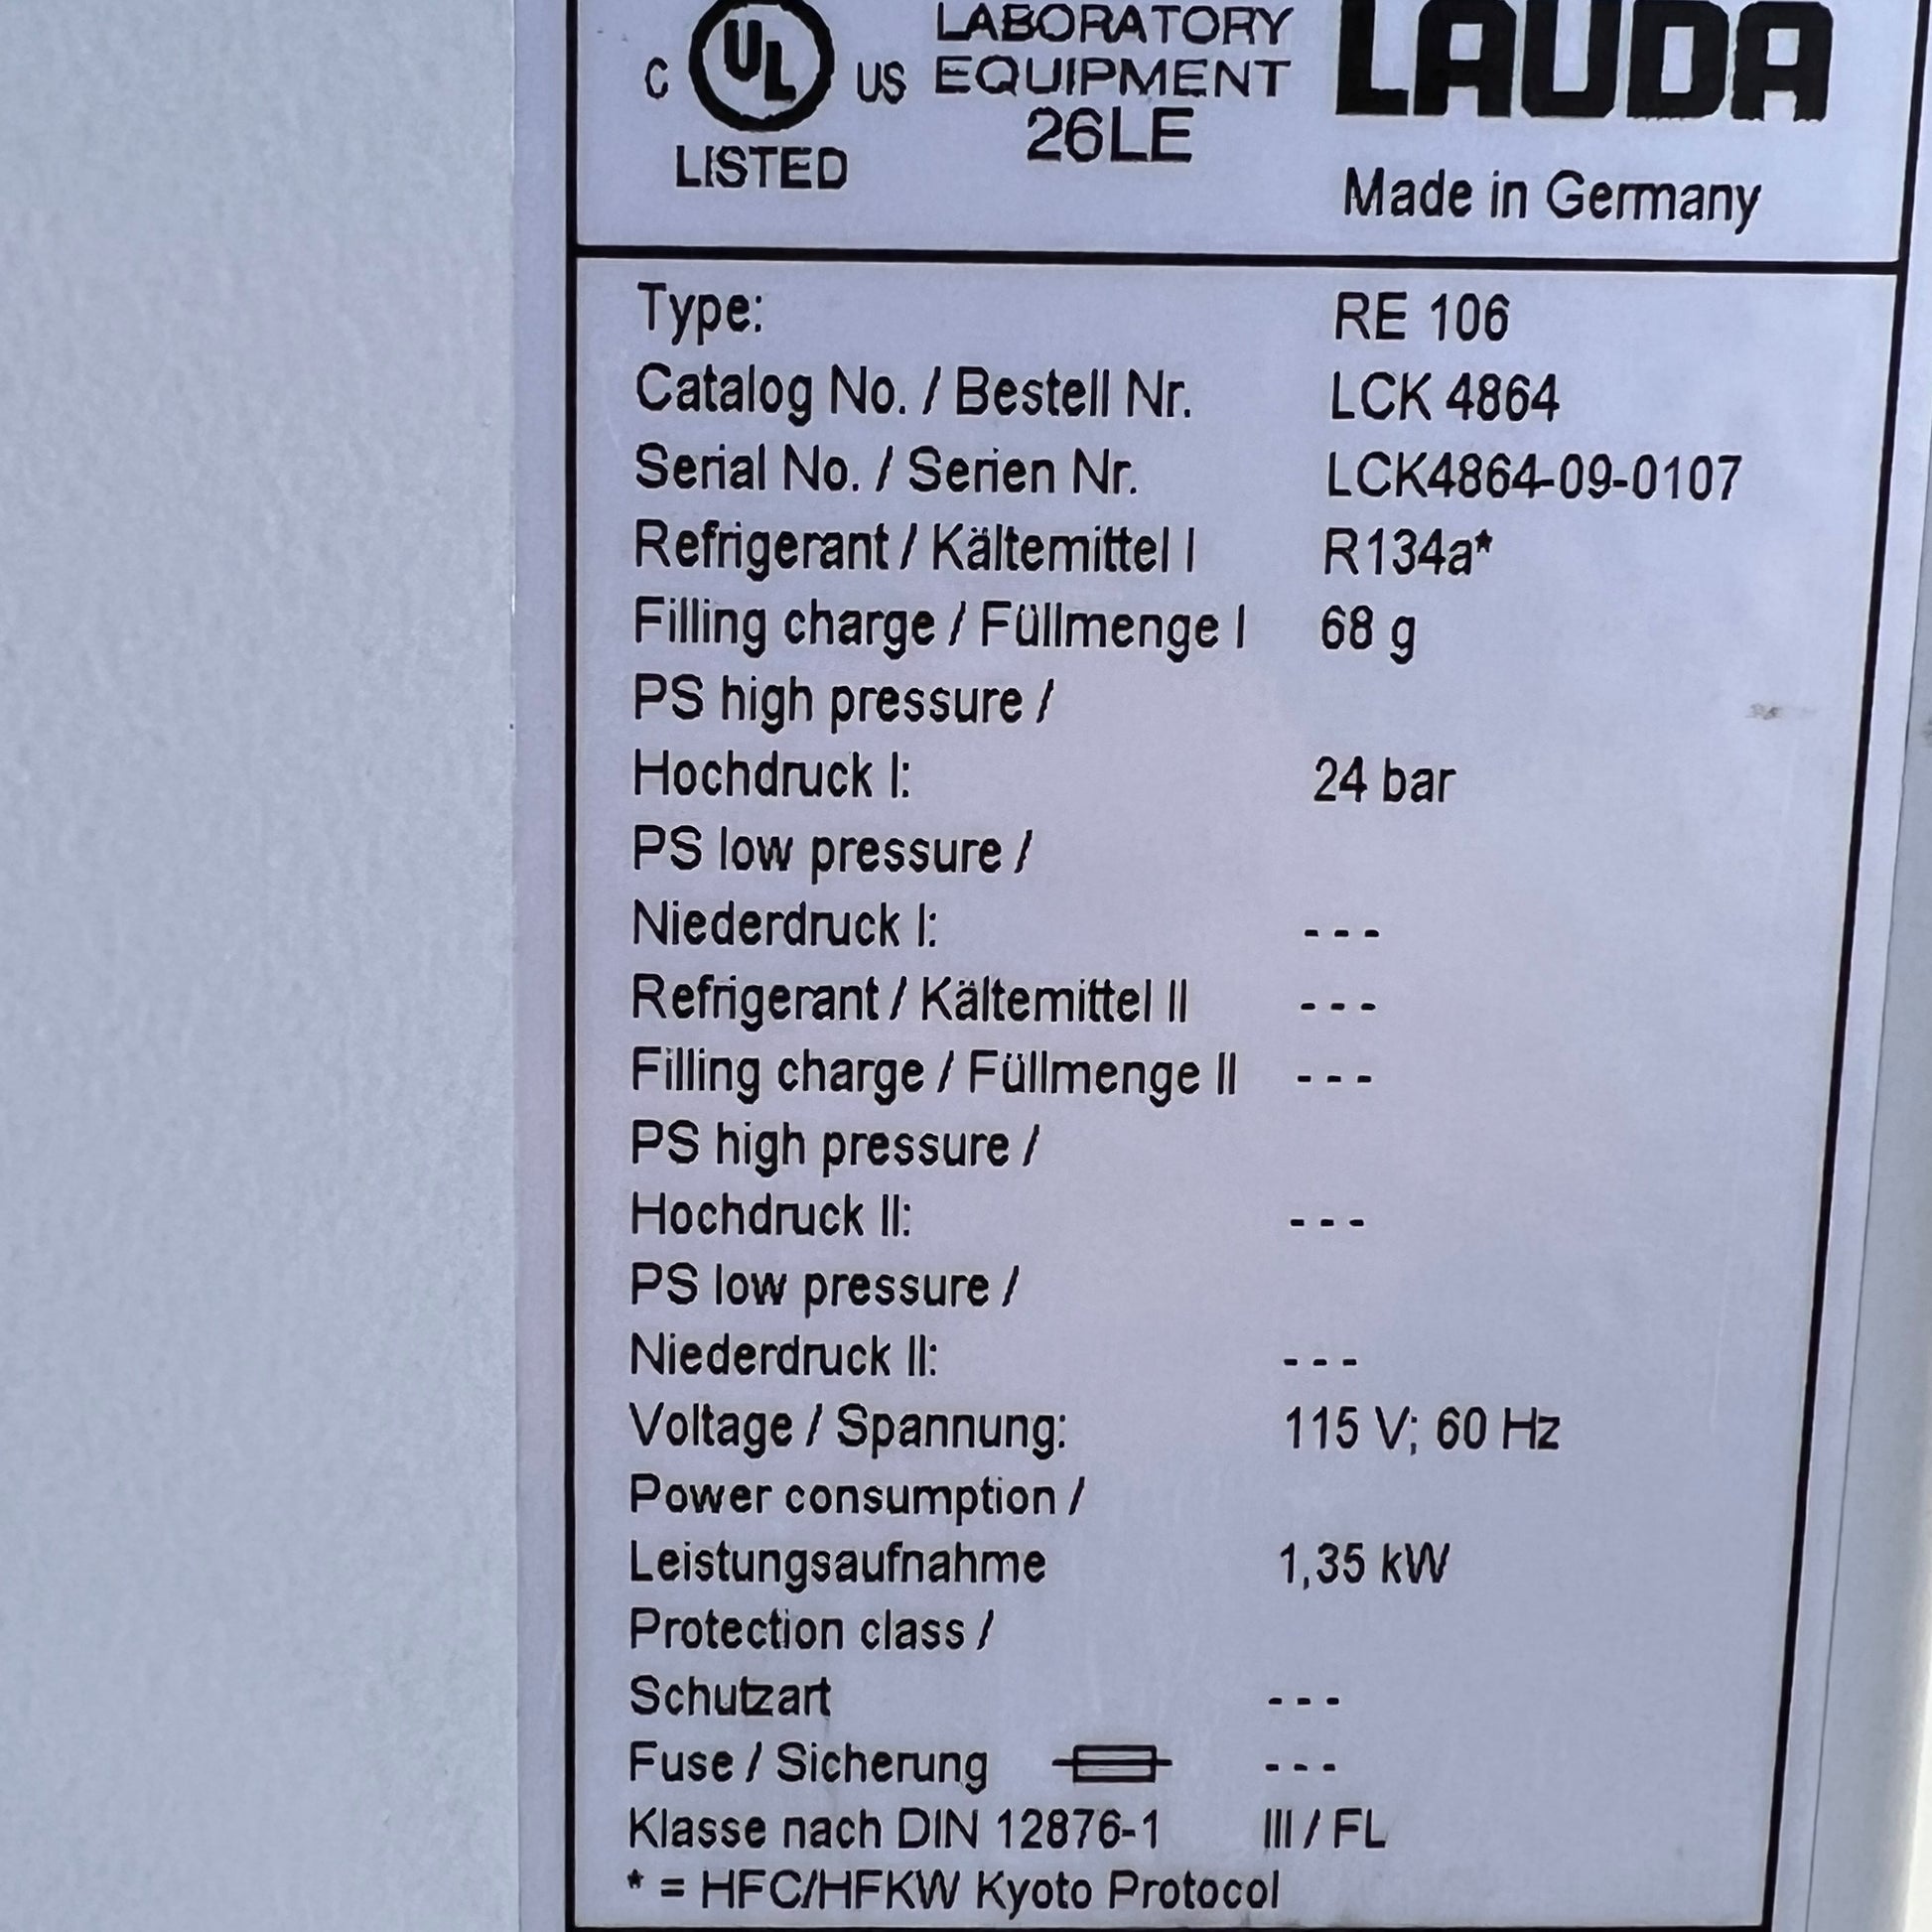 C UL US LABORATORY LAUDA
EQUIPMENT
26LE
LISTED
Made in Germany
Type: RE 106
Catalog No. / Bestell Nr. LCK 4864
Serial No. / Serien Nr. LCK4864-09-0107
Refrigerant / Kältemittel I R134a*
Filling charge / Füllmenge I 68 g
PS high pressure /
Hochdruck I: 24 bar
PS low pressure /
Niederdruck I: ---
Refrigerant / Kältemittel II ---
Filling charge / Füllmenge II ---
PS high pressure /
Hochdruck II: ---
PS low pressure /
Niederdruck II: ---
Voltage / Spannung: 115 V; 60 Hz
Power consumption /
Leistungsaufnahme 1,35 kW
Protection class /
Schutzart ---
Fuse / Sicherung ---
Klasse nach DIN 12876-1 III / FL
* = HFC/HFKW Kyoto Protocol